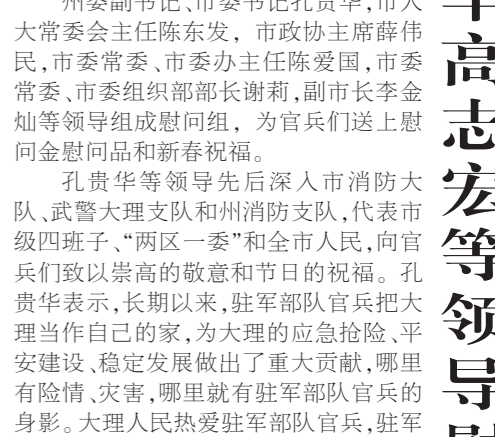 州委副书记、市委书记孔贵华，市人
大常委会主任陈东发，市政协主席薛伟
民，市委常委、市委办主任陈爱国，市委
常委、市委组织部部长谢莉，副市长李金
灿等领导组成慰问组，为官兵们送上慰
问金慰问品和新春祝福。
孔贵华等领导先后深入市消防大
队、武警大理支队和州消防支队，代表市
级四班子、“两区一委”和全市人民，向官
兵们致以崇高的敬意和节日的祝福。孔
贵华表示，长期以来，驻军部队官兵把大
理当作自己的家，为大理的应急抢险、平
安建设、稳定发展做出了重大贡献，哪里
有险情、灾害，哪里就有驻军部队官兵的
身影。大理人民热爱驻军部队官兵，驻军
高志宏等领导